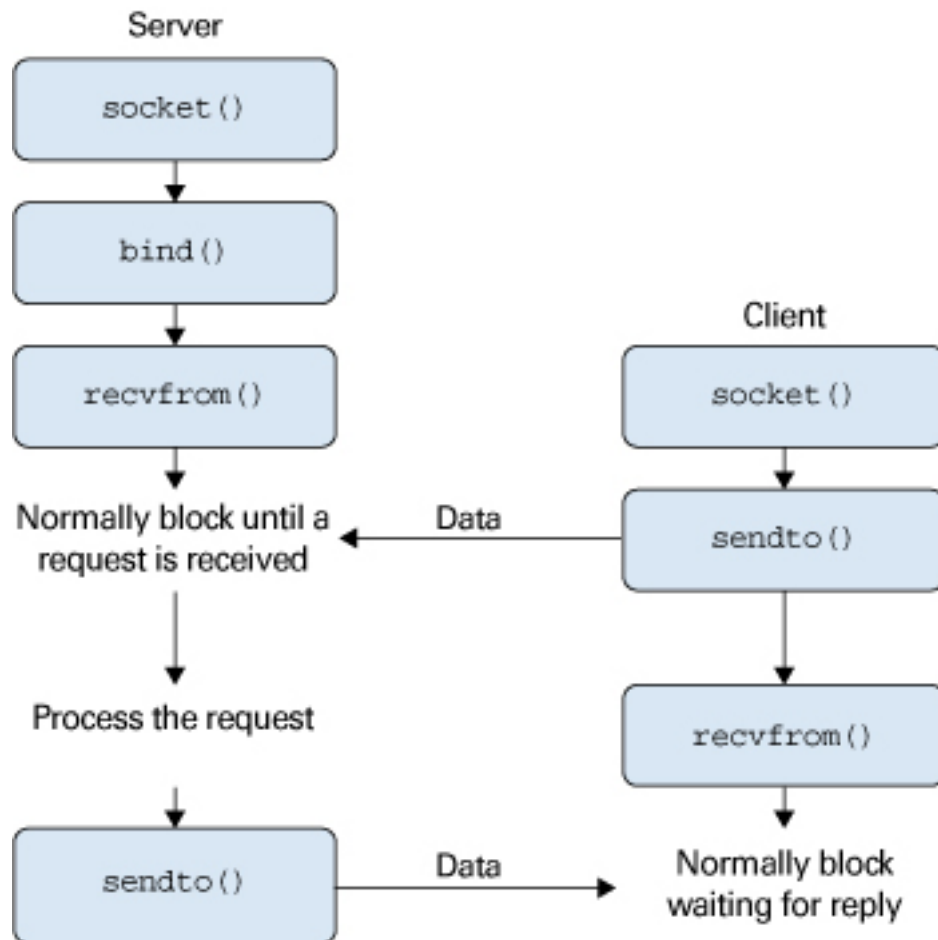 Server
socket()
bind()
recvfrom()
Normally block until a
request is received
Process the request
sendto()
Data
Data
Client
socket()
sendto()
recvfrom()
Normally block
waiting for reply